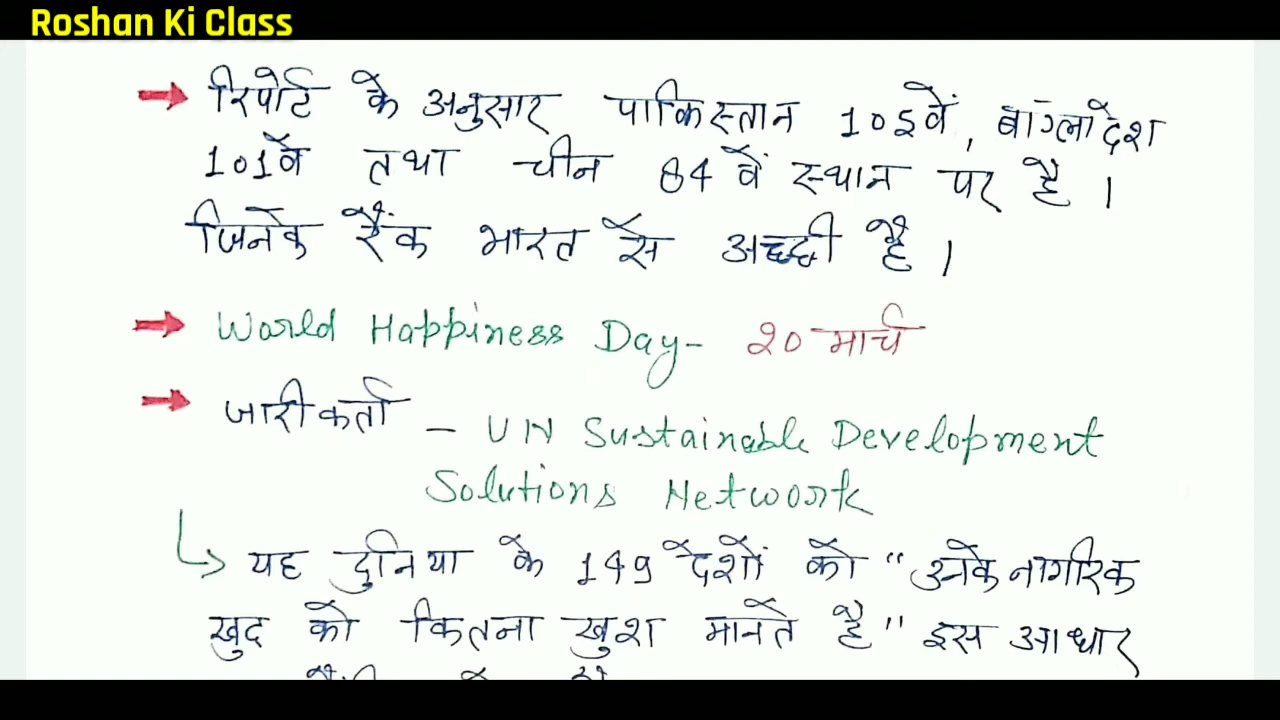 Roshan Ki Class
रिपोर्ट के अनुसार पाकिस्तान 105वें, बांग्लादेश
101वें तथा चीन 84 वें स्थान पर है ।
जिनके रैंक भारत से अच्छी है ।
World Happiness Day- 20 मार्च
जारीकर्ता - UN Sustainable Development
Solutions Network
यह दुनिया के 149 देशों को "उनके नागरिक
खुद को कितना खुश मानते है" इस आधार